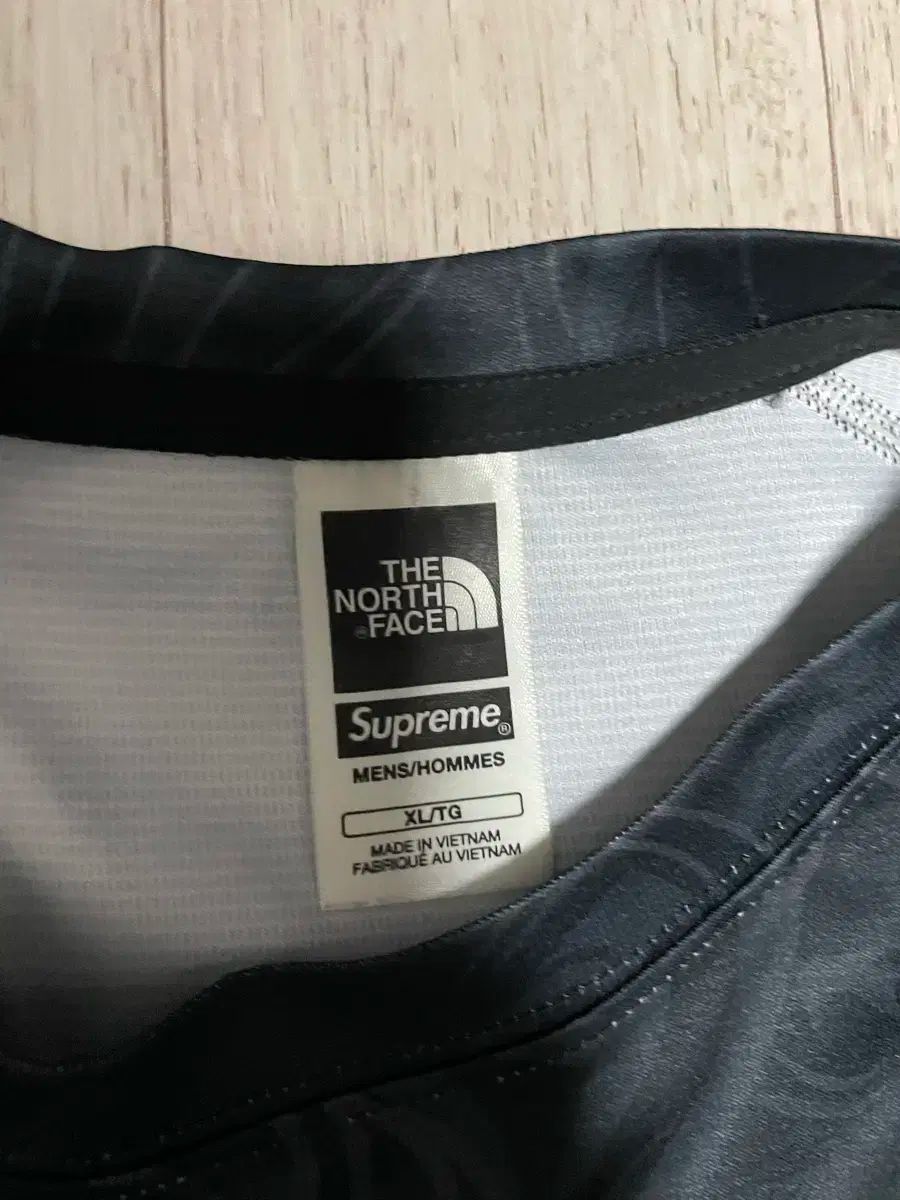 THE
NORTH
®FACE
Supreme®
MENS/HOMMES
XL/TG
MADE IN VIETNAM
FABRIQUÉ AU VIETNAM